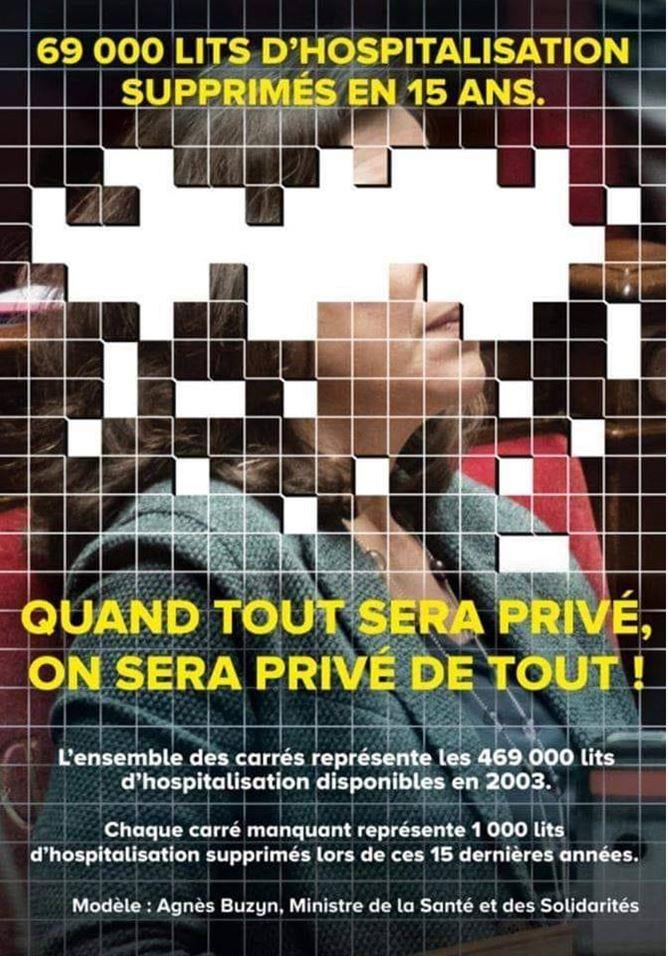 69 000 LITS D’HOSPITALISATION
SUPPRIMÉS EN 15 ANS.
QUAND TOUT SERA PRIVÉ,
ON SERA PRIVÉ DE TOUT !
L’ensemble des carrés représente les 469 000 lits
d’hospitalisation disponibles en 2003.
Chaque carré manquant représente 1 000 lits
d’hospitalisation supprimés lors de ces 15 dernières années.
Modèle : Agnès Buzyn, Ministre de la Santé et des Solidarités